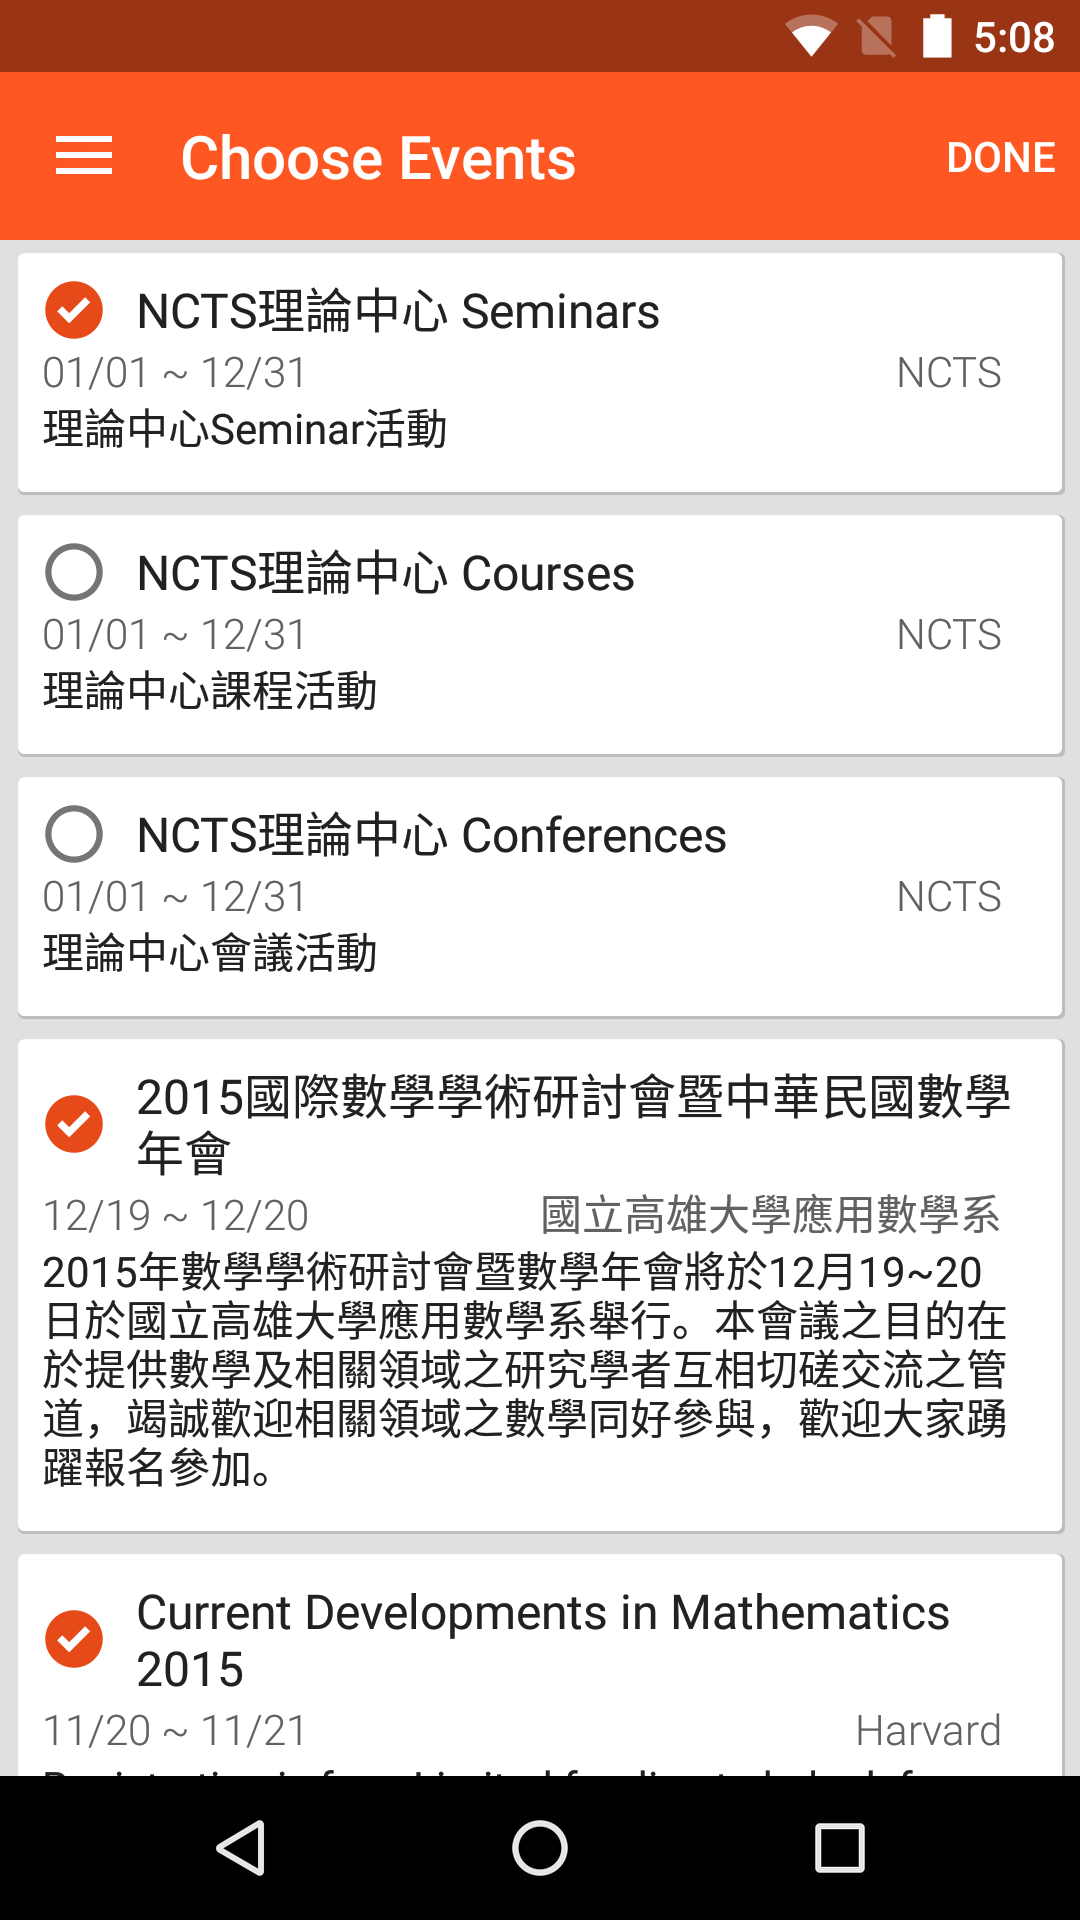 5:08
Choose Events
DONE
NCTS理論中心 Seminars
01/01 ~ 12/31
NCTS
理論中心Seminar活動
NCTS理論中心 Courses
01/01 ~ 12/31
NCTS
理論中心課程活動
NCTS理論中心 Conferences
01/01 ~ 12/31
NCTS
理論中心會議活動
2015國際數學學術研討會暨中華民國數學
年會
12/19 ~ 12/20
國立高雄大學應用數學系
2015年數學學術研討會暨數學年會將於12月19~20
日於國立高雄大學應用數學系舉行。本會議之目的在
於提供數學及相關領域之研究學者互相切磋交流之管
道，竭誠歡迎相關領域之數學同好參與，歡迎大家踴
躍報名參加。
Current Developments in Mathematics
2015
11/20 ~ 11/21
Harvard